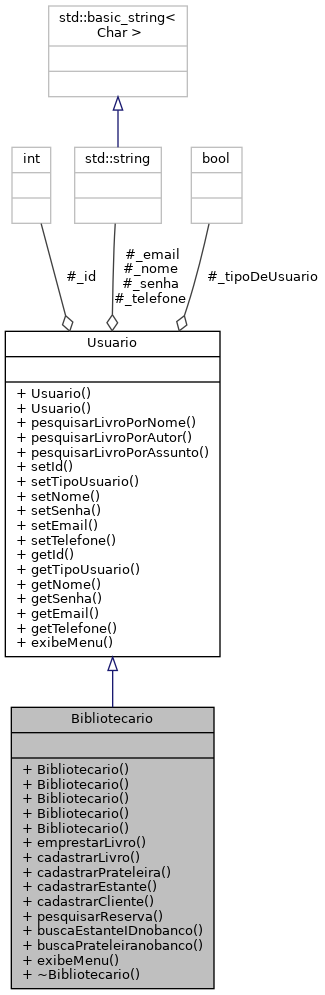 std::basic_string<
Char >
int
std::string
bool
#_id
#_email
#_nome
#_senha
#_telefone
#_tipoDeUsuario
Usuario
+ Usuario()
+ Usuario()
+ pesquisarLivroPorNome()
+ pesquisarLivroPorAutor()
+ pesquisarLivroPorAssunto()
+ setId()
+ setTipoUsuario()
+ setNome()
+ setSenha()
+ setEmail()
+ setTelefone()
+ getId()
+ getTipoUsuario()
+ getNome()
+ getSenha()
+ getEmail()
+ getTelefone()
+ exibeMenu()
Bibliotecario
+ Bibliotecario()
+ Bibliotecario()
+ Bibliotecario()
+ Bibliotecario()
+ Bibliotecario()
+ emprestarLivro()
+ cadastrarLivro()
+ cadastrarPrateleira()
+ cadastrarEstante()
+ cadastrarCliente()
+ pesquisarReserva()
+ buscaEstanteIDnobanco()
+ buscaPrateleiranobanco()
+ exibeMenu()
+ ~Bibliotecario()